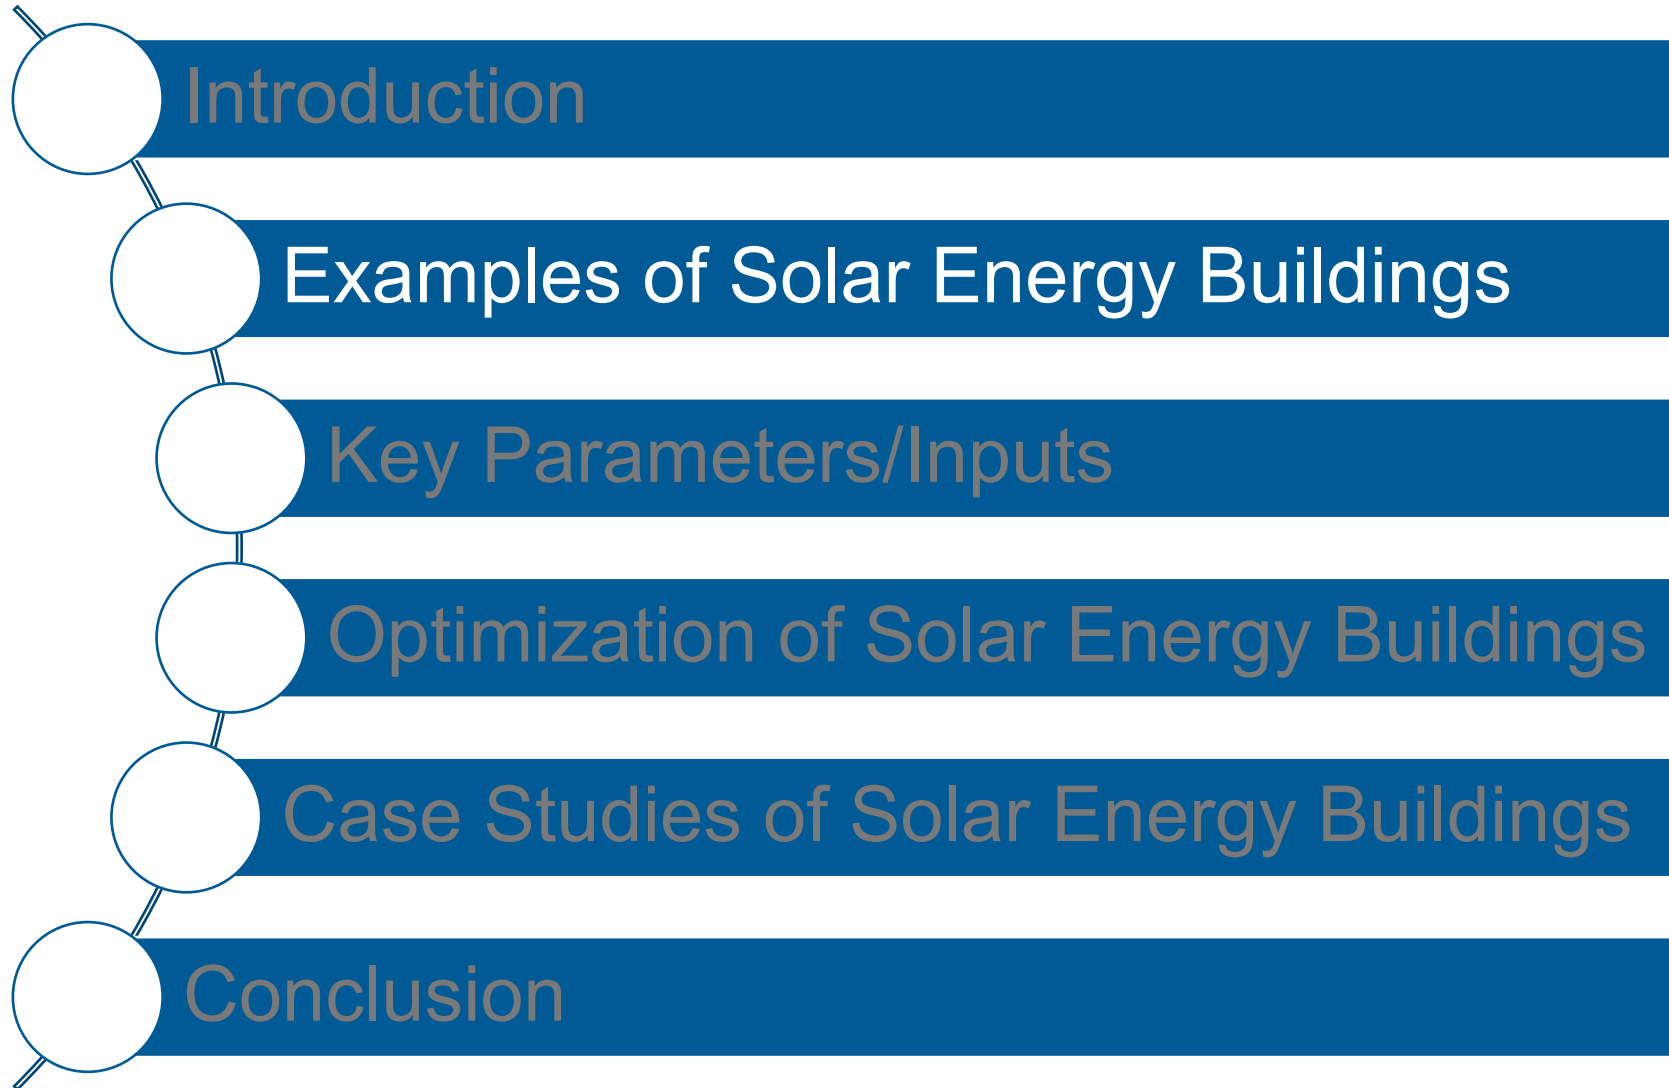 Introduction
Examples of Solar Energy Buildings
Key Parameters/Inputs
Optimization of Solar Energy Buildings
Case Studies of Solar Energy Buildings
Conclusion